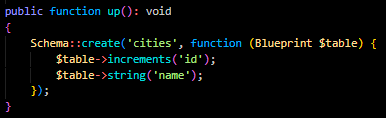 public function up(): void
{
    Schema::create('cities', function (Blueprint $table) {
        $table->increments('id');
        $table->string('name');
    });
}